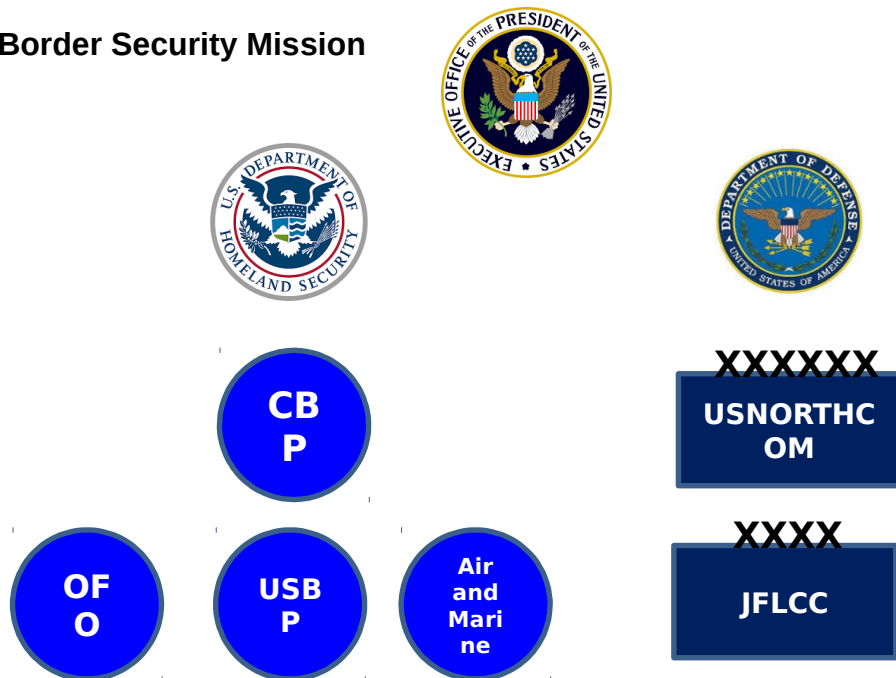 Border Security Mission
EXECUTIVE OFFICE OF THE PRESIDENT OF THE UNITED STATES
U.S. DEPARTMENT OF
HOMELAND SECURITY
DEPARTMENT OF DEFENSE
UNITED STATES OF AMERICA
CB
P
XXXXXX
USNORTHC
OM
OF
O
USB
P
Air
and
Mari
ne
XXXX
JFLCC